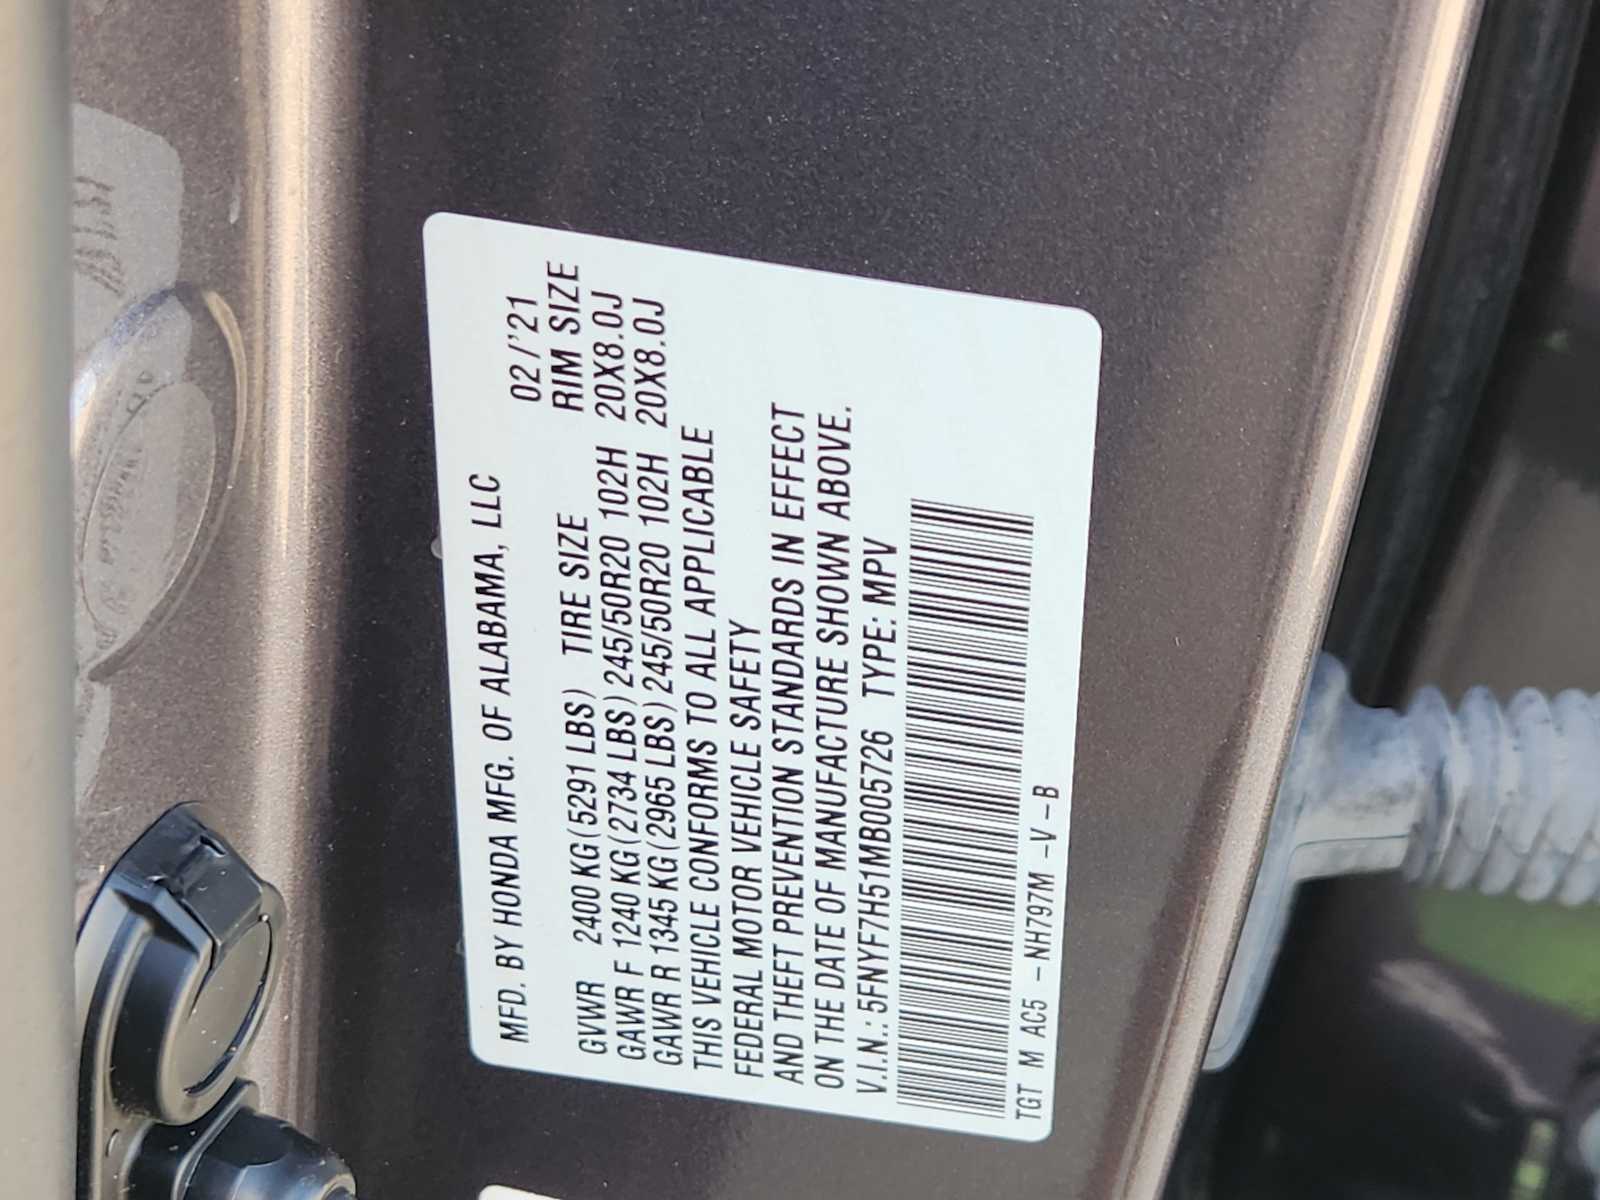 MFD. BY HONDA MFG. OF ALABAMA, LLC
02/'21
GVWR 2400 KG(5291 LBS) TIRE SIZE RIM SIZE
GAWR F 1240 KG(2734 LBS) 245/50R20 102H 20X8.0J
GAWR R 1345 KG(2965 LBS) 245/50R20 102H 20X8.0J
THIS VEHICLE CONFORMS TO ALL APPLICABLE
FEDERAL MOTOR VEHICLE SAFETY
AND THEFT PREVENTION STANDARDS IN EFFECT
ON THE DATE OF MANUFACTURE SHOWN ABOVE.
V.I.N.: 5FNYF7H51MB005726 TYPE: MPV
TGT M AC5 -NH797M -V-B